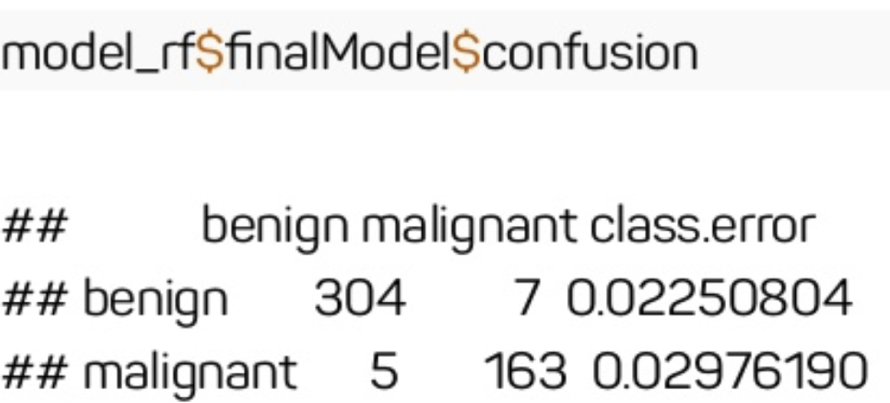 model_rf$finalModel$confusion
##          benign malignant class.error
## benign      304         7  0.02250804
## malignant     5       163  0.02976190